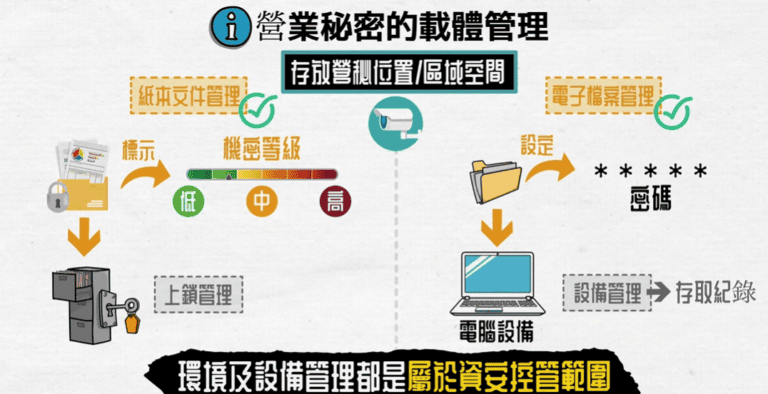 i 營業秘密的載體管理
存放營秘位置/區域空間
紙本文件管理
標示
機密等級
低
中
高
上鎖管理
電子檔案管理
設定
*****
密碼
電腦設備
設備管理
存取紀錄
環境及設備管理都是屬於資安控管範圍